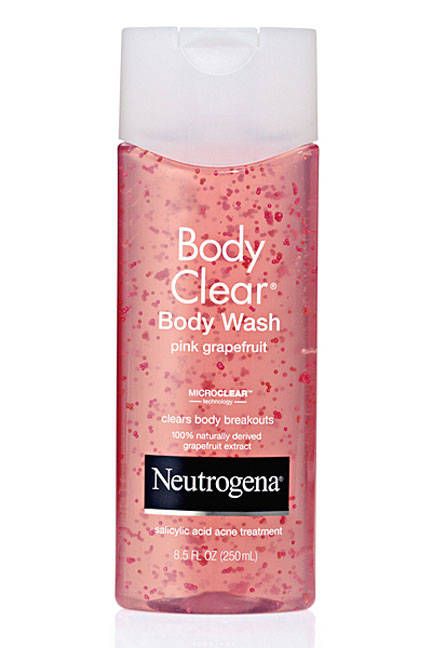 Body
Clear®
Body Wash
pink grapefruit
MICROCLEAR™
technology
clears body breakouts
100% naturally derived
grapefruit extract
Neutrogena®
salicylic acid acne treatment
8.5 FL OZ (250mL)